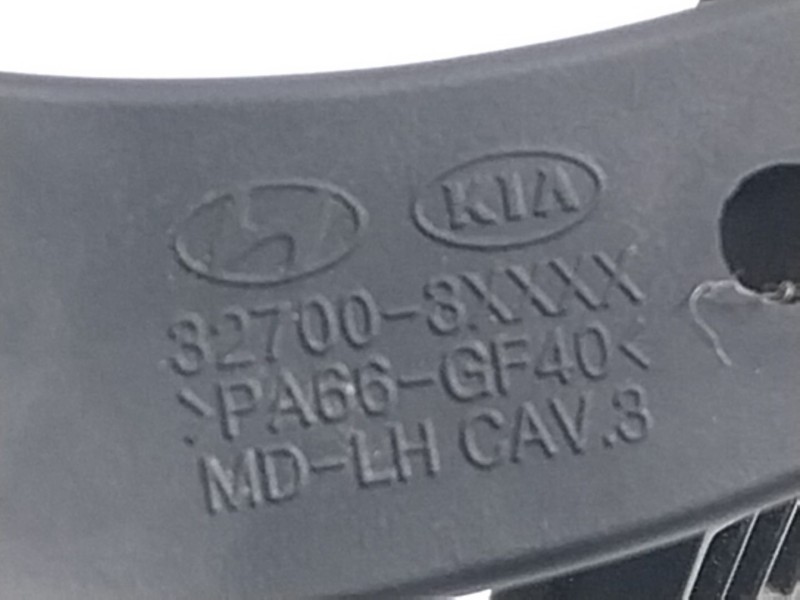 KIA
32700-3XXXX
>PA66-GF40<
MD-LH CAV.3